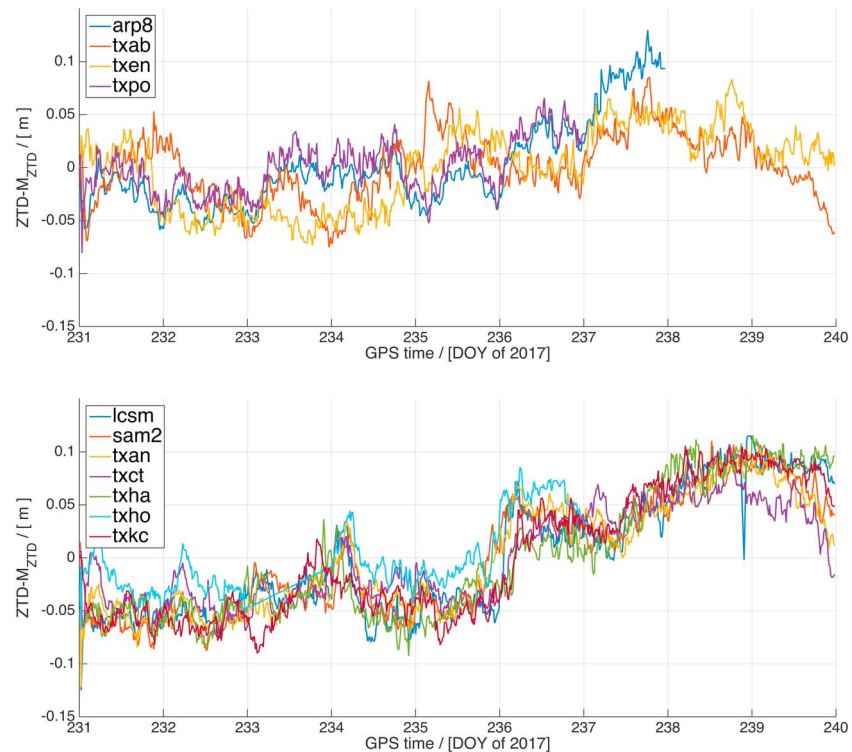 arp8
txab
txen
txpo
0.1
0.05
0
-0.05
-0.1
-0.15
ZTD-M_ZTD / [ m ]
231 232 233 234 235 236 237 238 239 240
GPS time / [DOY of 2017]
lcsm
sam2
txan
txct
txha
txho
txkc
0.1
0.05
0
-0.05
-0.1
-0.15
ZTD-M_ZTD / [ m ]
231 232 233 234 235 236 237 238 239 240
GPS time / [DOY of 2017]